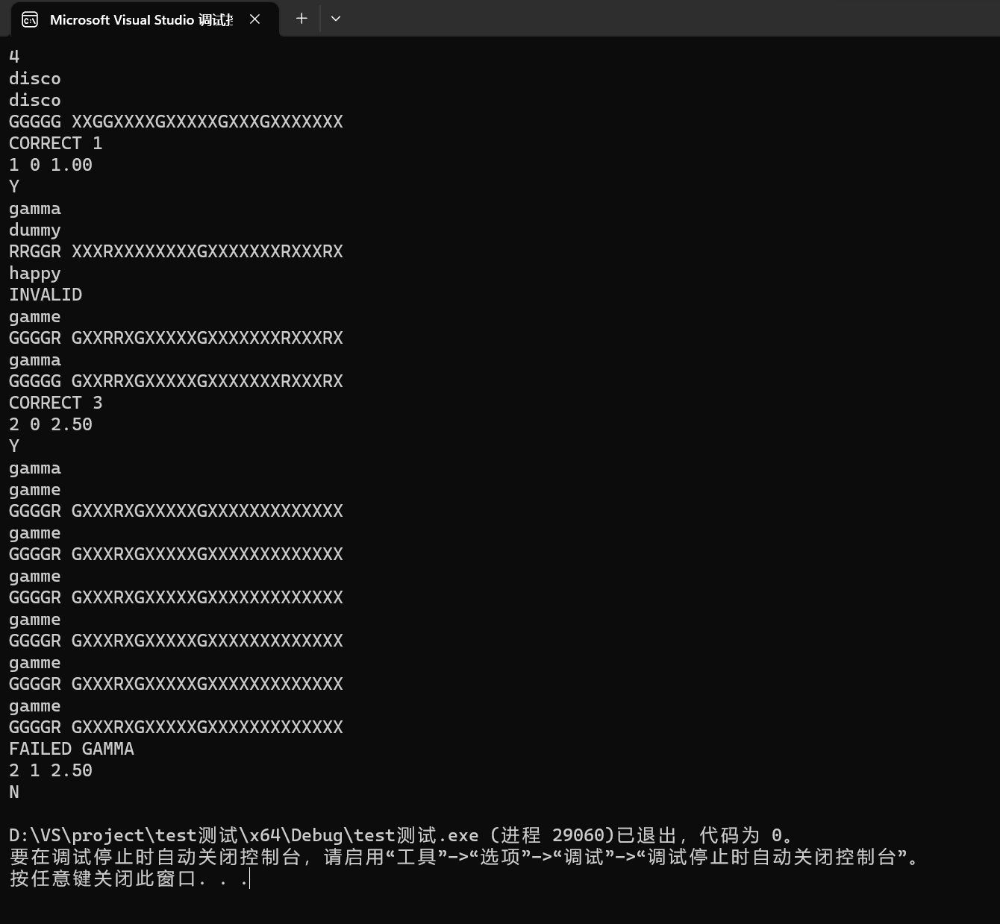 Microsoft Visual Studio 调试
4
disco
disco
GGGGG XXGGXXXXGXXXXXGXXXGXXXXXXX
CORRECT 1
1 0 1.00
Y
gamma
dummy
RRGGR XXXRXXXXXXXXGXXXXXXXRXXXRX
happy
INVALID
gamme
GGGGR GXXRRXGXXXXXGXXXXXXXRXXXRX
gamma
GGGGG GXXRRXGXXXXXGXXXXXXXRXXXRX
CORRECT 3
2 0 2.50
Y
gamma
gamme
GGGGR GXXXRXGXXXXXGXXXXXXXXXXXXX
gamme
GGGGR GXXXRXGXXXXXGXXXXXXXXXXXXX
gamme
GGGGR GXXXRXGXXXXXGXXXXXXXXXXXXX
gamme
GGGGR GXXXRXGXXXXXGXXXXXXXXXXXXX
gamme
GGGGR GXXXRXGXXXXXGXXXXXXXXXXXXX
gamme
GGGGR GXXXRXGXXXXXGXXXXXXXXXXXXX
FAILED GAMMA
2 1 2.50
N
D:\VS\project\test测试\x64\Debug\test测试.exe (进程 29060)已退出，代码为 0。
要在调试停止时自动关闭控制台，请启用“工具”->“选项”->“调试”->“调试停止时自动关闭控制台”。
按任意键关闭此窗口. . .